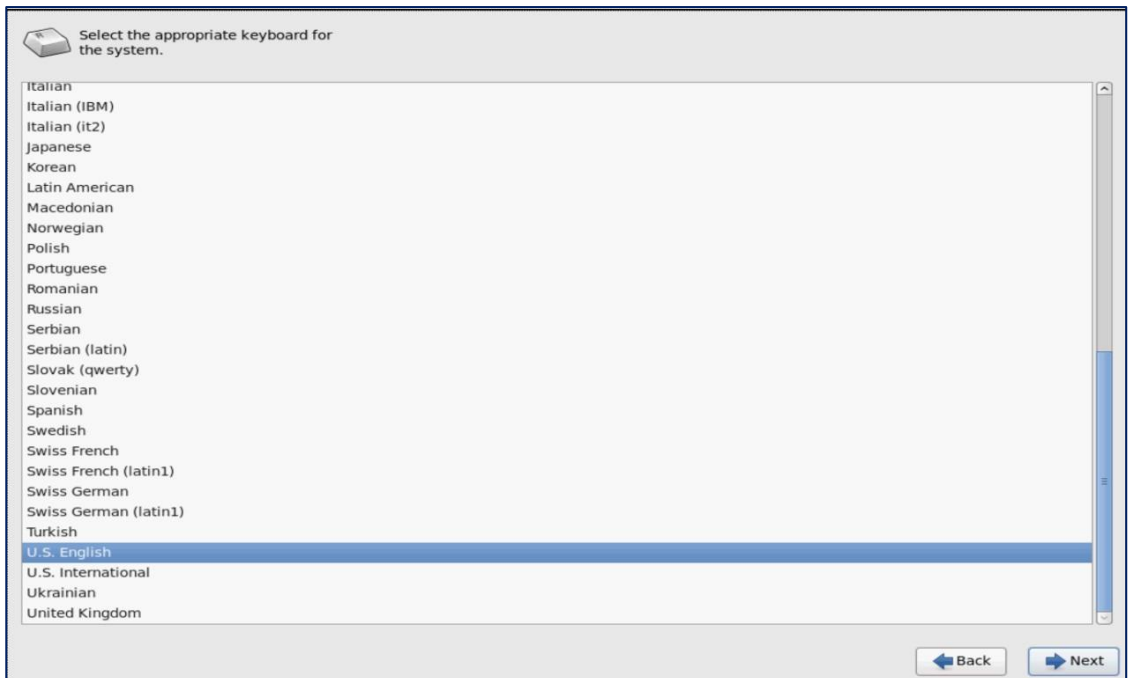 Select the appropriate keyboard for
the system.
Italian
Italian (IBM)
Italian (it2)
Japanese
Korean
Latin American
Macedonian
Norwegian
Polish
Portuguese
Romanian
Russian
Serbian
Serbian (latin)
Slovak (qwerty)
Slovenian
Spanish
Swedish
Swiss French
Swiss French (latin1)
Swiss German
Swiss German (latin1)
Turkish
U.S. English
U.S. International
Ukrainian
United Kingdom
Back
Next